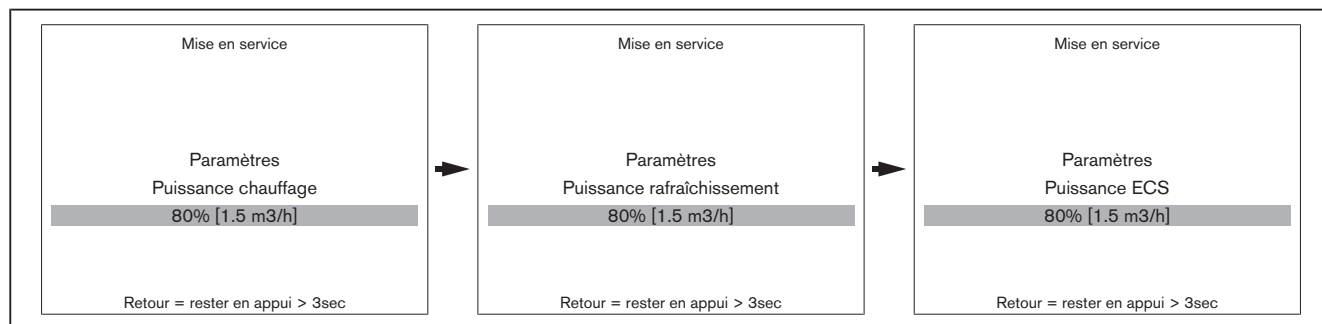 Mise en service
Paramètres
Puissance chauffage
80% [1.5 m3/h]
Retour = rester en appui > 3sec
Mise en service
Paramètres
Puissance rafraîchissement
80% [1.5 m3/h]
Retour = rester en appui > 3sec
Mise en service
Paramètres
Puissance ECS
80% [1.5 m3/h]
Retour = rester en appui > 3sec